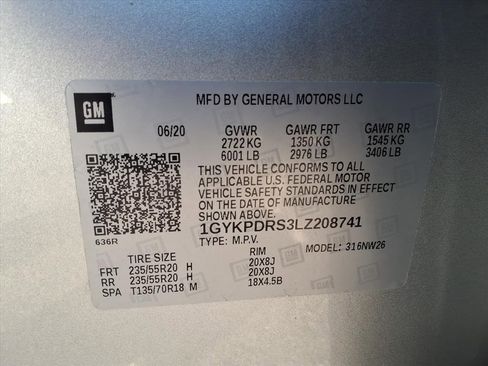 GM
MFD BY GENERAL MOTORS LLC
06/20 GVWR GAWR FRT GAWR RR
2722 KG 1350 KG 1545 KG
6001 LB 2976 LB 3406 LB
THIS VEHICLE CONFORMS TO ALL
APPLICABLE U.S. FEDERAL MOTOR
VEHICLE SAFETY STANDARDS IN EFFECT
ON THE DATE OF MANUFACTURE
SHOWN ABOVE.
1GYKPDRS3LZ208741
636R
TYPE: M.P.V. MODEL: 316NW26
TIRE SIZE RIM
FRT 235/55R20 H 20X8J
RR 235/55R20 H 20X8J
SPA T135/70R18 M 18X4.5B